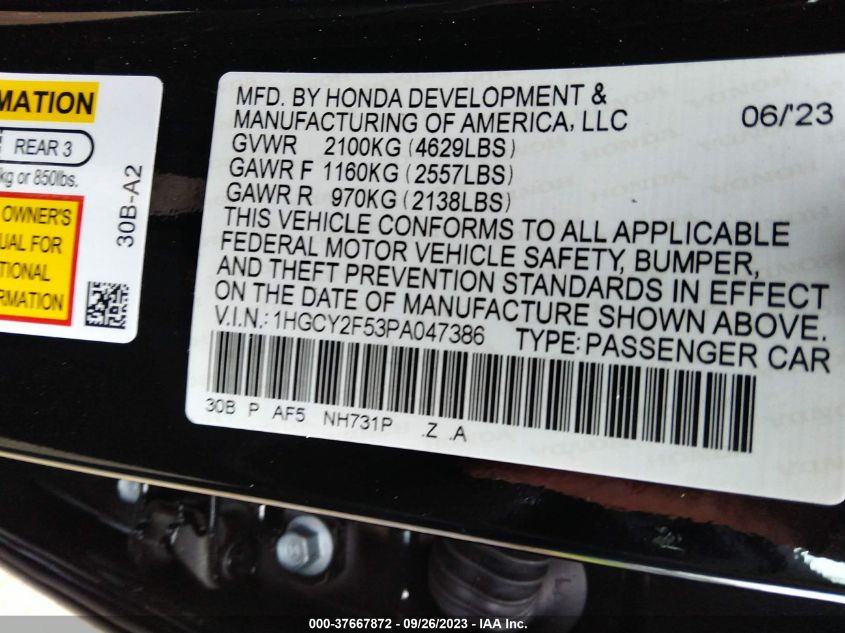 MATION
REAR 3
kg or 850lbs.
OWNER'S
UAL FOR
TIONAL
RMATION
30B-A2
MFD. BY HONDA DEVELOPMENT &
MANUFACTURING OF AMERICA, LLC 06/'23
GVWR 2100KG (4629LBS)
GAWR F 1160KG (2557LBS)
GAWR R 970KG (2138LBS)
THIS VEHICLE CONFORMS TO ALL APPLICABLE
FEDERAL MOTOR VEHICLE SAFETY, BUMPER,
AND THEFT PREVENTION STANDARDS IN EFFECT
ON THE DATE OF MANUFACTURE SHOWN ABOVE.
V.I.N.: 1HGCY2F53PA047386 TYPE: PASSENGER CAR
30B P AF5 NH731P .Z .A
000-37667872 - 09/26/2023 - IAA Inc.